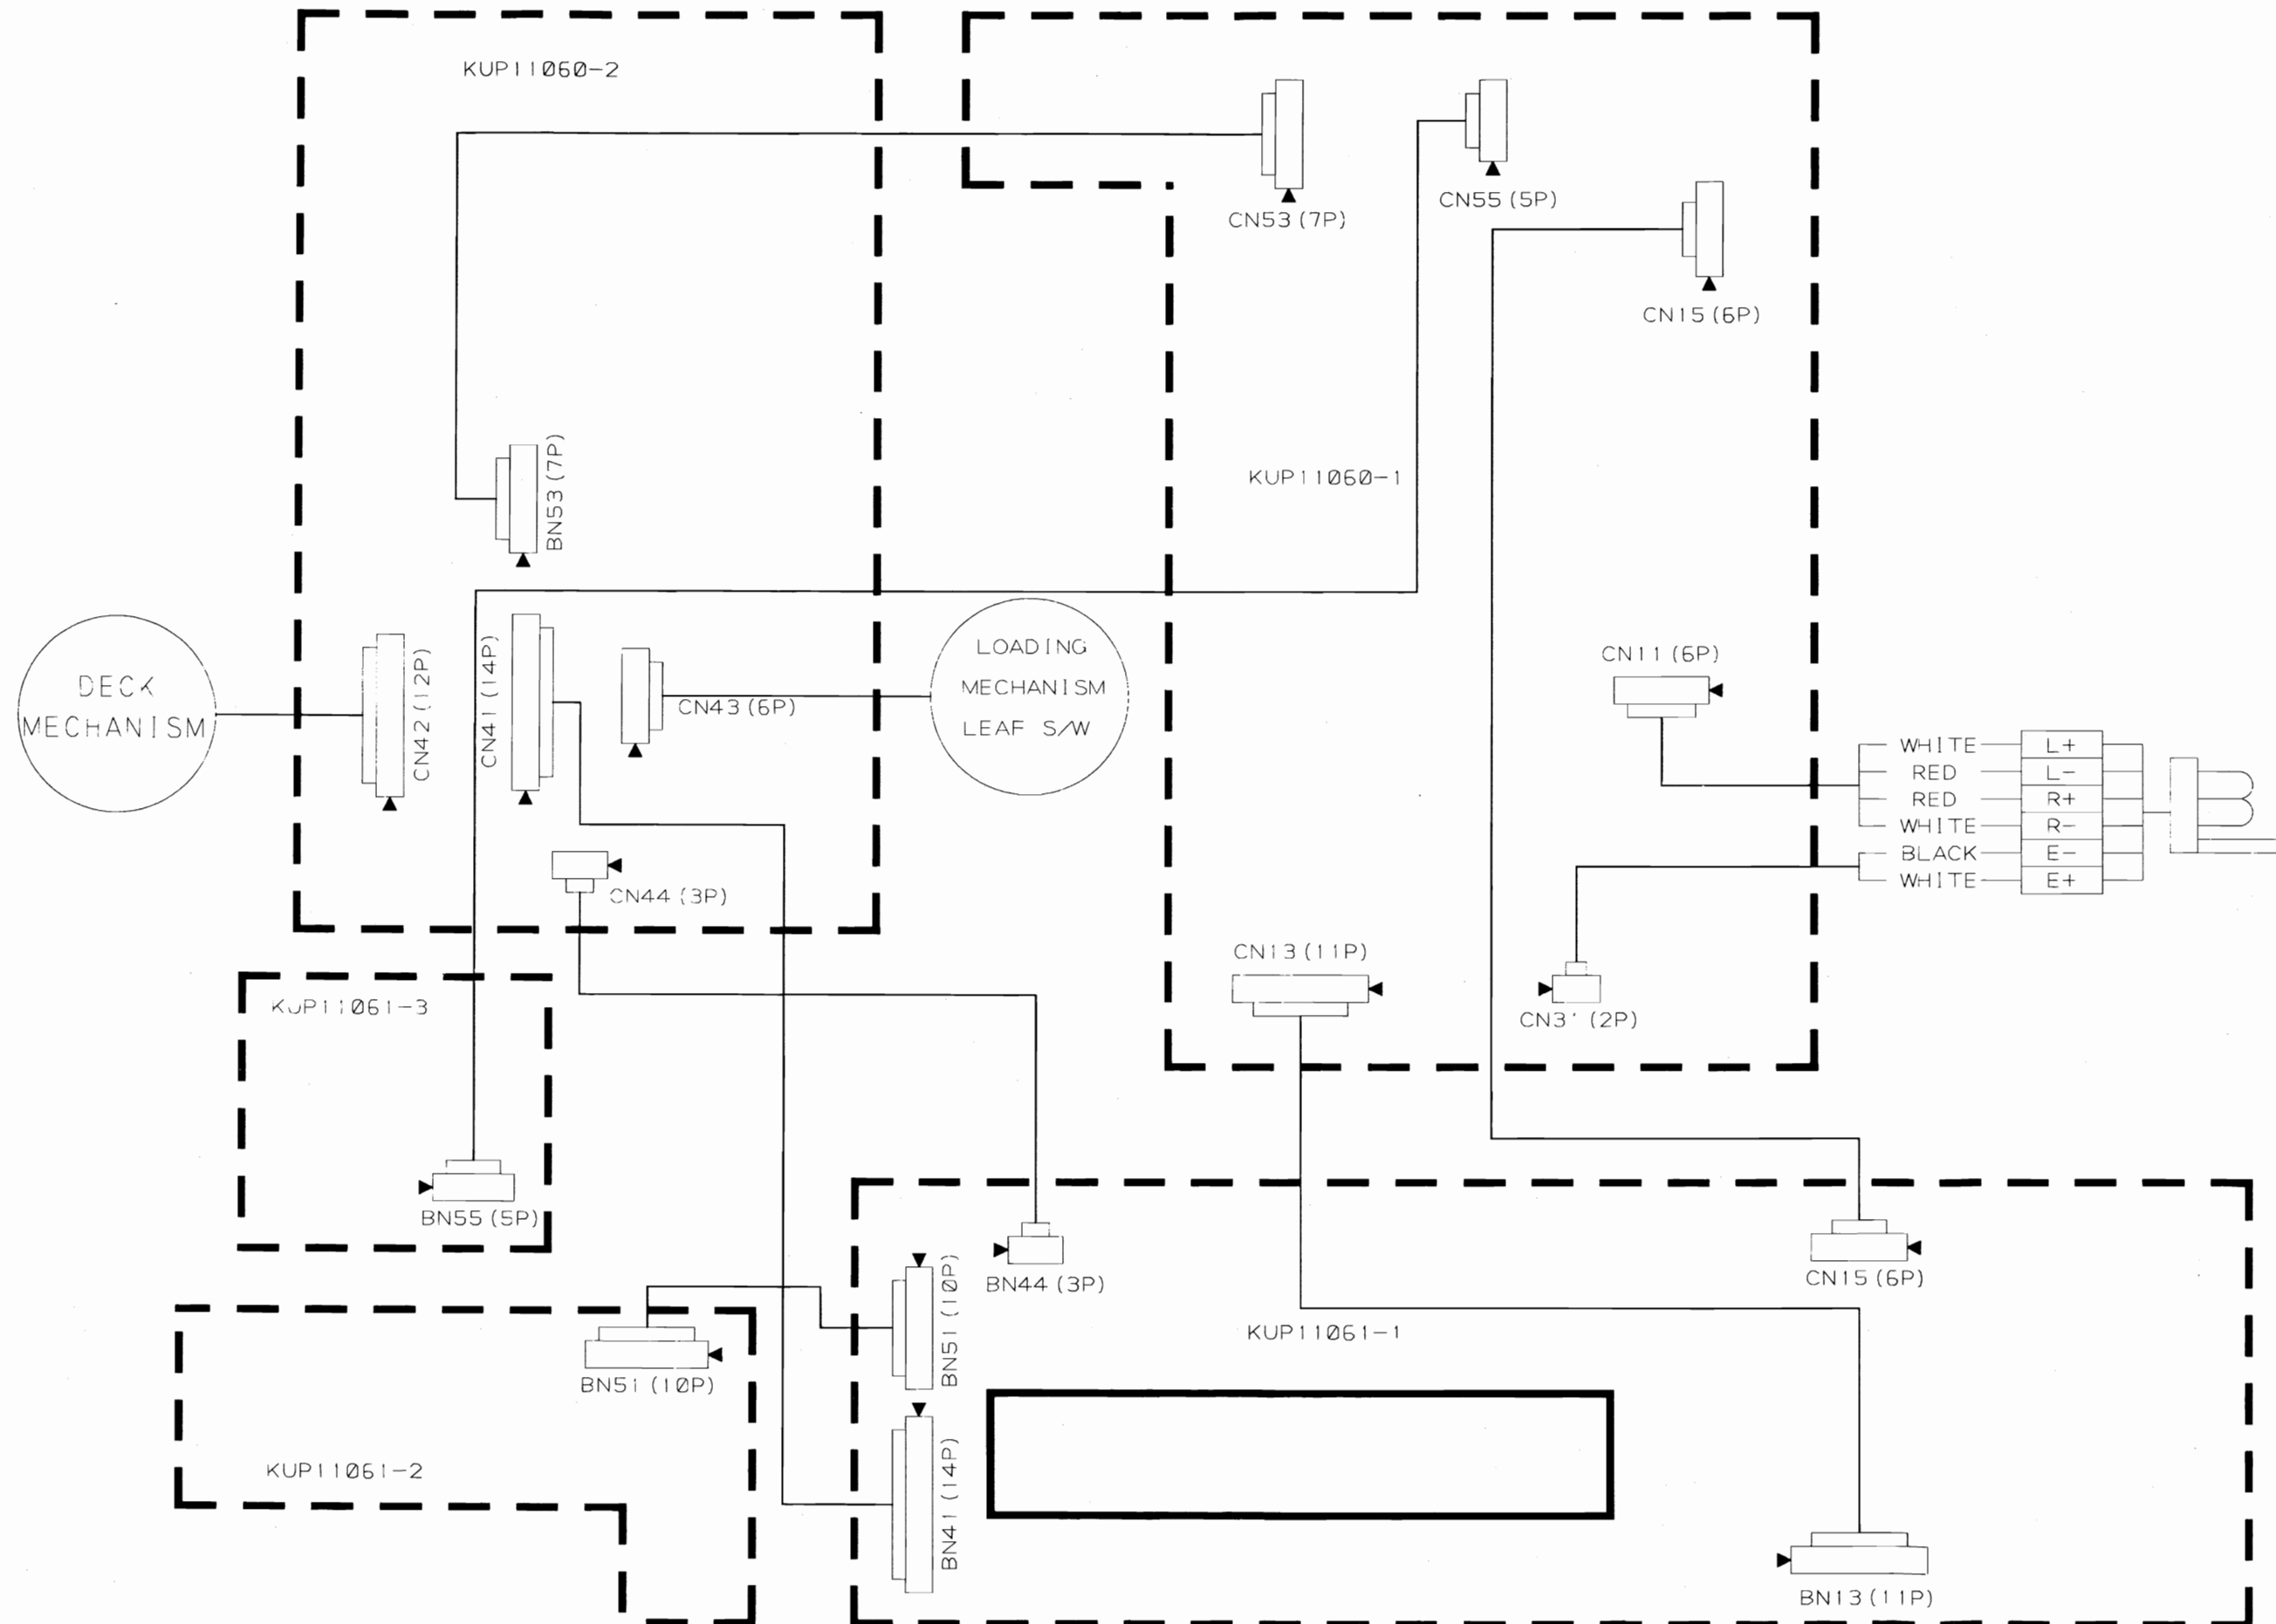 KUP11060-2
CN53 (7P)
CN55 (5P)
CN15 (6P)
BN53 (7P)
KUP11060-1
DECK
MECHANISM
CN42 (12P)
CN41 (14P)
CN43 (6P)
LOADING
MECHANISM
LEAF S/W
CN11 (6P)
WHITE L+
RED L-
RED R+
WHITE R-
BLACK E-
WHITE E+
CN44 (3P)
CN13 (11P)
CN3' (2P)
KUP11061-3
BN55 (5P)
BN44 (3P)
CN15 (6P)
BN51 (10P)
BN51 (10P)
KUP11061-1
KUP11061-2
BN41 (14P)
BN13 (11P)